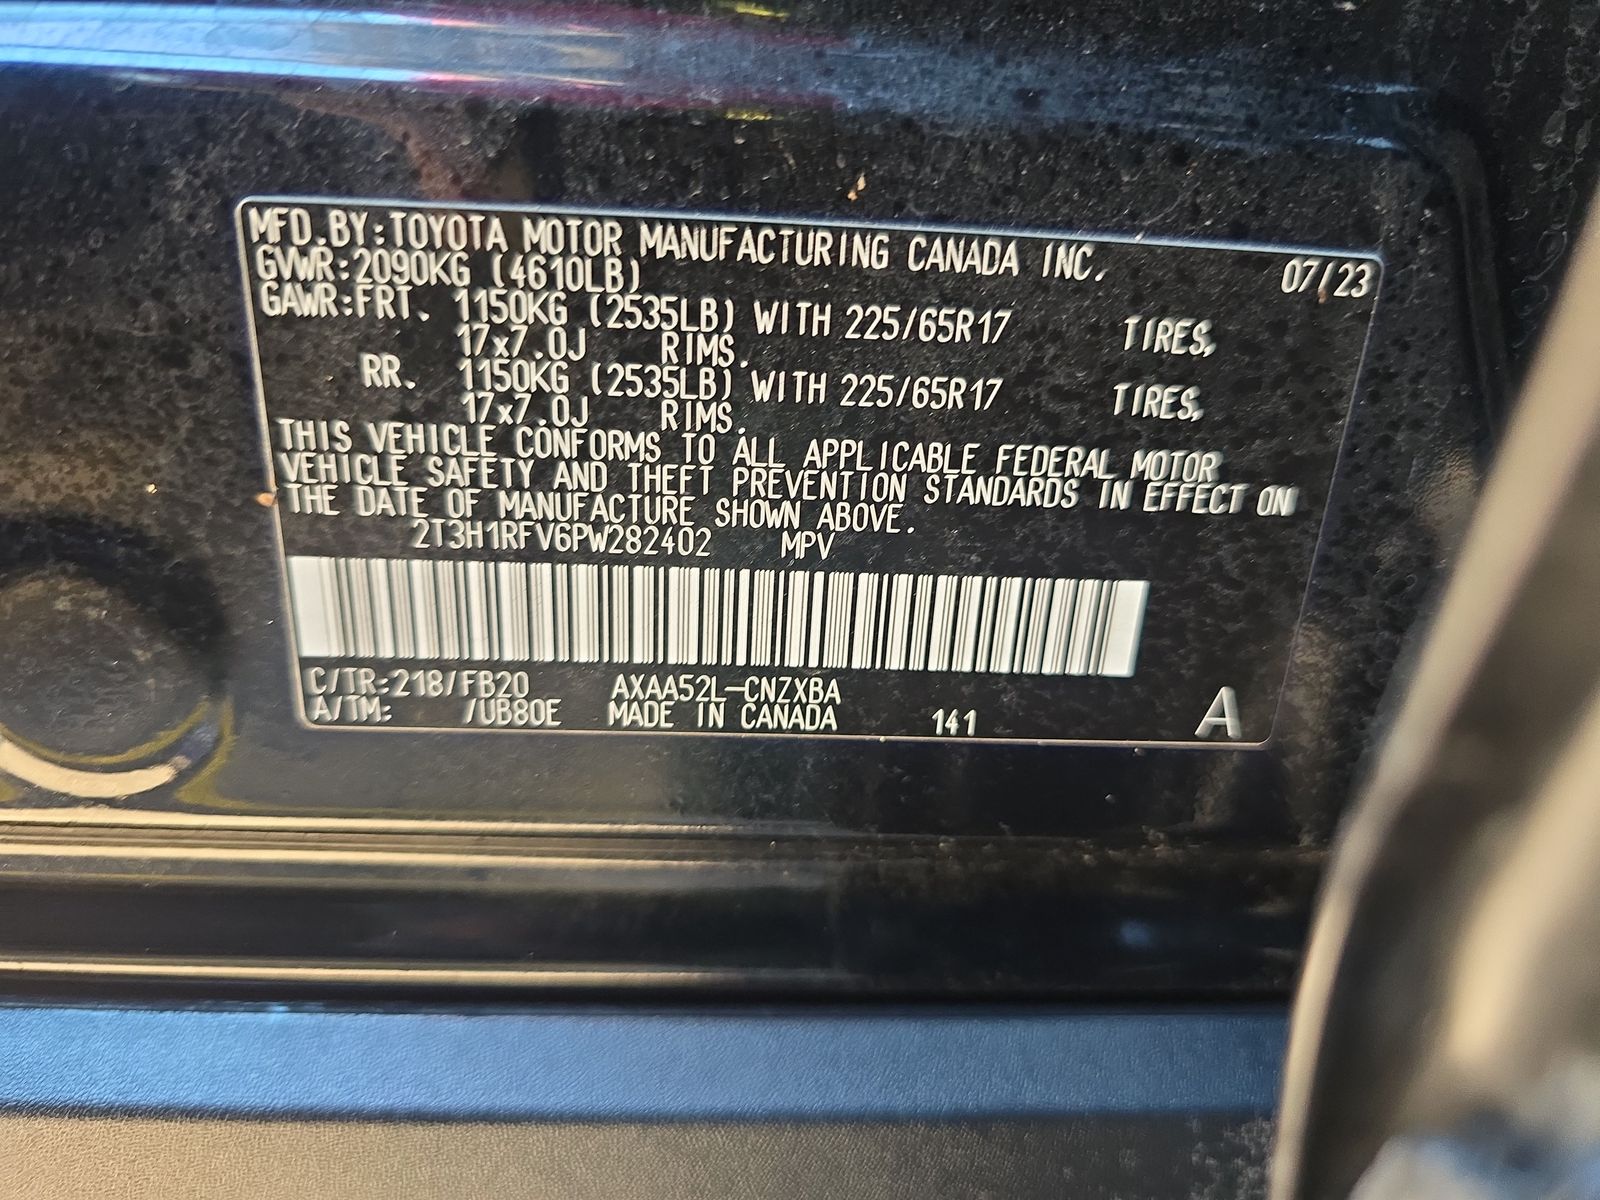 MFD.BY:TOYOTA MOTOR MANUFACTURING CANADA INC. 07/23
GVWR:2090KG (4610LB)
GAWR:FRT. 1150KG (2535LB) WITH 225/65R17 TIRES,
17x7.0J RIMS.
RR. 1150KG (2535LB) WITH 225/65R17 TIRES,
17x7.0J RIMS.
THIS VEHICLE CONFORMS TO ALL APPLICABLE FEDERAL MOTOR
VEHICLE SAFETY AND THEFT PREVENTION STANDARDS IN EFFECT ON
THE DATE OF MANUFACTURE SHOWN ABOVE.
2T3H1RFV6PW282402 MPV
C/TR:218/FB20 AXAA52L-CNZXBA
A/TM: /UB80E MADE IN CANADA 141 A